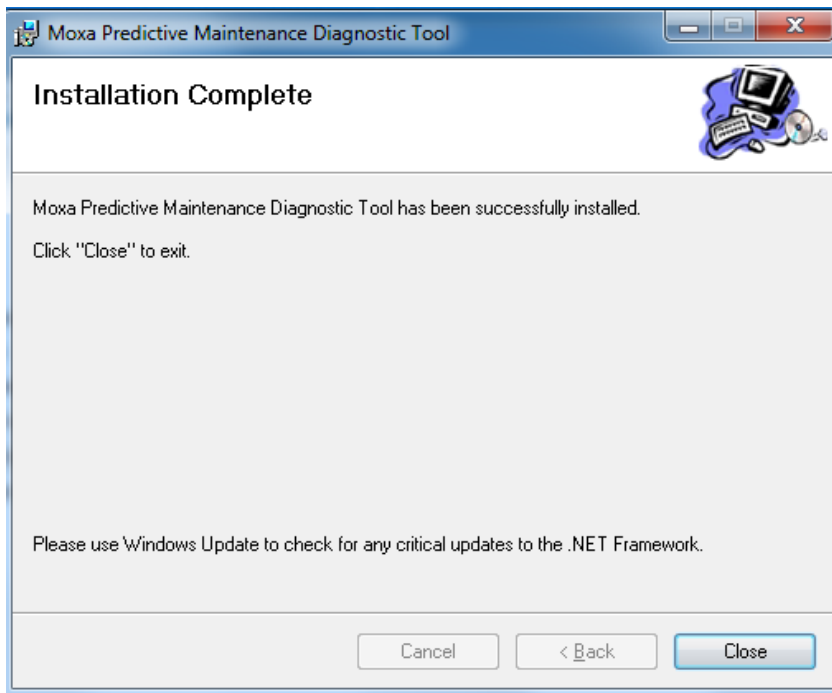 Moxa Predictive Maintenance Diagnostic Tool
Installation Complete
Moxa Predictive Maintenance Diagnostic Tool has been successfully installed.
Click "Close" to exit.
Please use Windows Update to check for any critical updates to the .NET Framework.
Cancel
< Back
Close